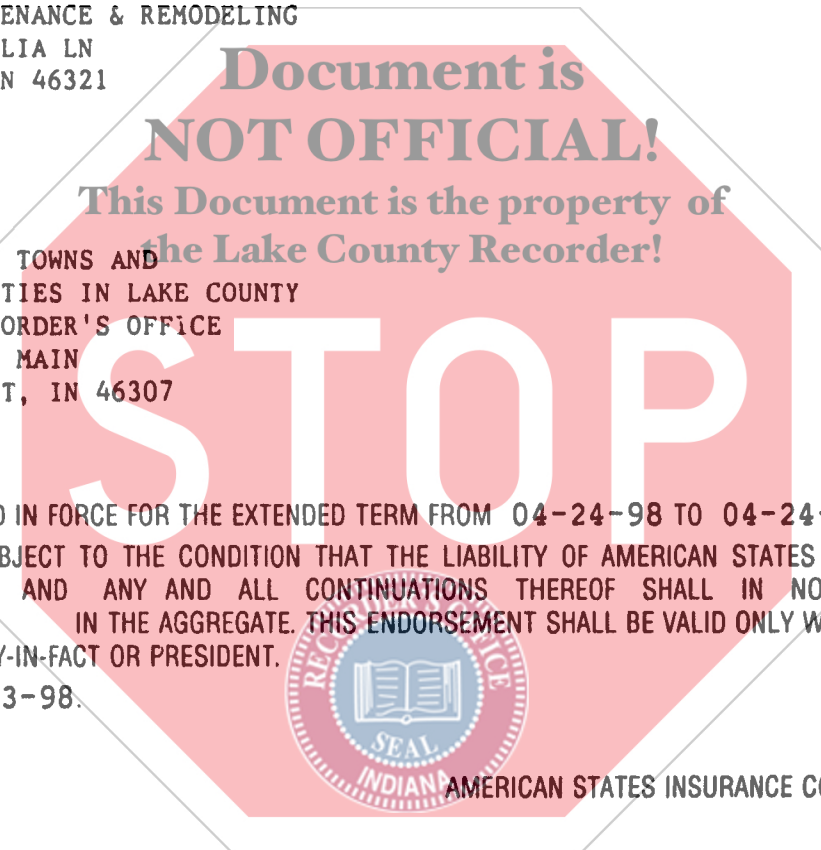 ENANCE & REMODELING
LIA LN
N 46321
Document is
NOT OFFICIAL!
This Document is the property of
the Lake County Recorder!
TOWNS AND
TIES IN LAKE COUNTY
ORDER'S OFFICE
MAIN
T, IN 46307
STOP
D IN FORCE FOR THE EXTENDED TERM FROM 04-24-98 TO 04-24-
BJECT TO THE CONDITION THAT THE LIABILITY OF AMERICAN STATES
AND ANY AND ALL CONTINUATIONS THEREOF SHALL IN NO
IN THE AGGREGATE. THIS ENDORSEMENT SHALL BE VALID ONLY W
Y-IN-FACT OR PRESIDENT.
3-98.
RECORDER'S OFFICE
SEAL
INDIANA
AMERICAN STATES INSURANCE CO